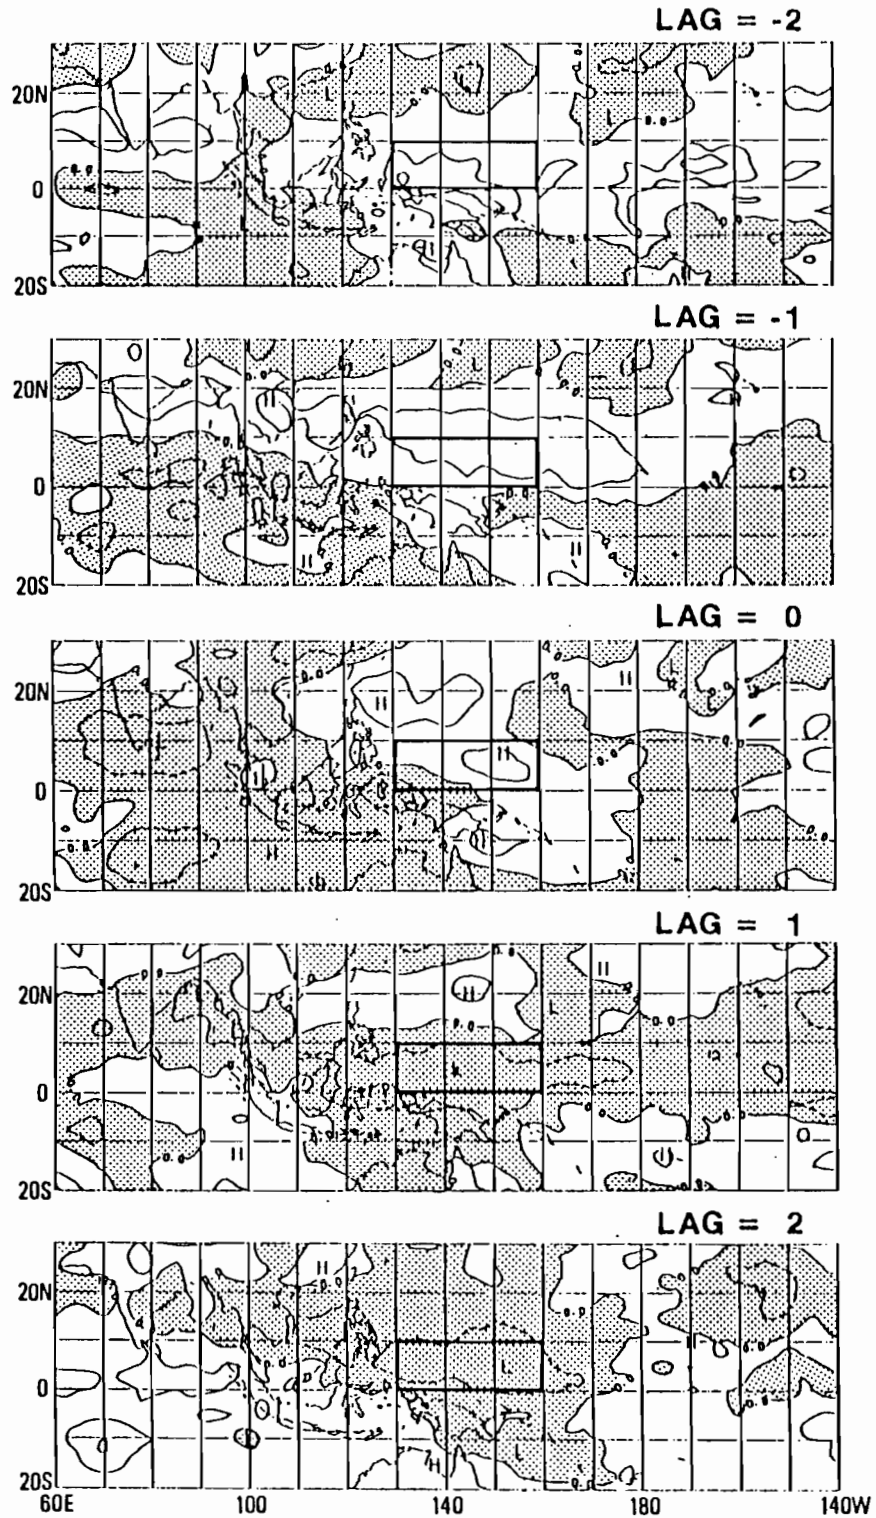 LAG = -2
20N
0
20S
LAG = -1
20N
0
20S
LAG = 0
20N
0
20S
LAG = 1
20N
0
20S
LAG = 2
20N
0
20S
60E 100 140 180 140W